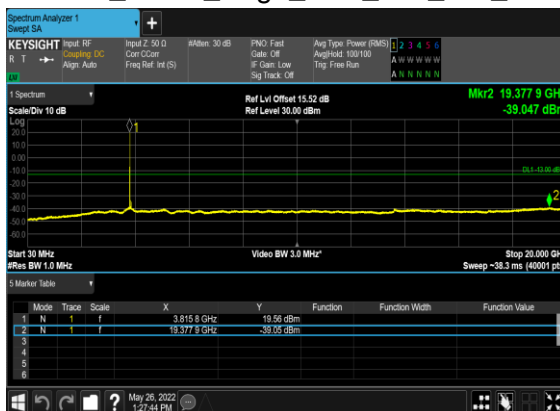 Spectrum Analyzer 1
Swept SA
KEYSIGHT Input: RF Input Z: 50 Ω #Atten: 30 dB PNO: Fast Avg Type: Power (RMS) 1 2 3 4 5 6
R T Coupling: DC Corr CCorr Gate: Off Avg|Hold: 100/100 A W W W W W
Align: Auto Freq Ref: Int (S) IF Gain: Low Trig: Free Run
LU Sig Track: Off A N N N N N
1 Spectrum Ref Lvl Offset 15.52 dB Mkr2 19.377 9 GH
Scale/Div 10 dB Ref Level 30.00 dBm -39.047 dB
Log
1
20.0
10.0
0.00
-10.0
DL1 -13.00 dB
-20.0
-30.0
2
-40.0
-50.0
-60.0
Start 30 MHz Video BW 3.0 MHz* Stop 20.000 GH
#Res BW 1.0 MHz Sweep ~38.3 ms (40001 pt
5 Marker Table
Mode Trace Scale X Y Function Function Width Function Value
1 N 1 f 3.815 8 GHz 19.56 dBm
2 N 1 f 19.377 9 GHz -39.05 dBm
3
4
5
6
? May 26, 2022
1:27:44 PM